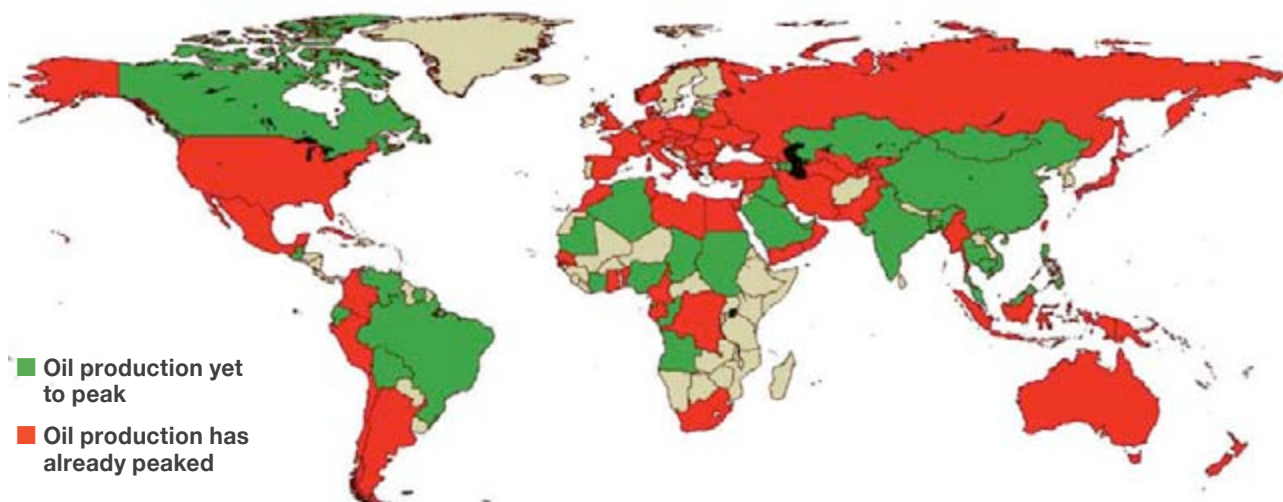 Oil production yet
to peak
Oil production has
already peaked